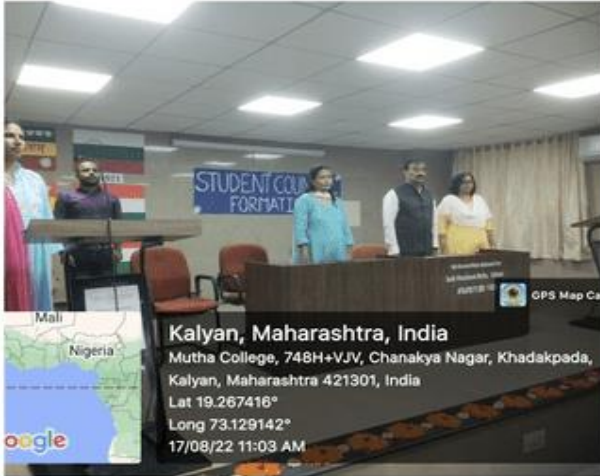 STUDENT COUN
FORMATI
GPS Map Ca
Mali
Nigeria
oogle
Kalyan, Maharashtra, India
Mutha College, 748H+VJV, Chanakya Nagar, Khadakpada,
Kalyan, Maharashtra 421301, India
Lat 19.267416°
Long 73.129142°
17/08/22 11:03 AM